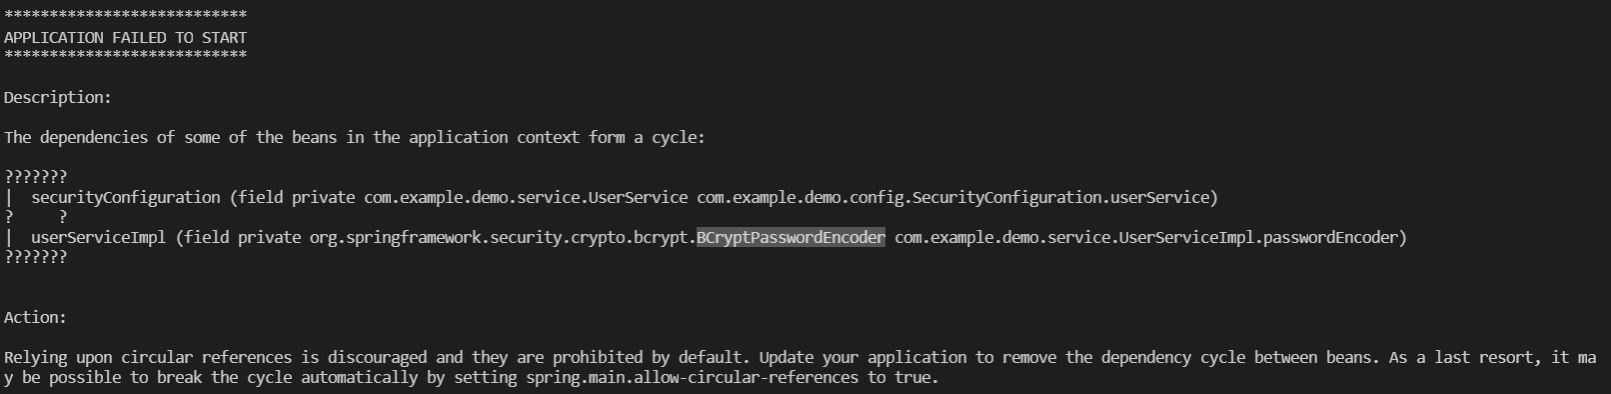 ***************************
APPLICATION FAILED TO START
***************************
Description:
The dependencies of some of the beans in the application context form a cycle:
???????
|  securityConfiguration (field private com.example.demo.service.UserService com.example.demo.config.SecurityConfiguration.userService)
?     ?
|  userServiceImpl (field private org.springframework.security.crypto.bcrypt.BCryptPasswordEncoder com.example.demo.service.UserServiceImpl.passwordEncoder)
???????
Action:
Relying upon circular references is discouraged and they are prohibited by default. Update your application to remove the dependency cycle between beans. As a last resort, it ma
y be possible to break the cycle automatically by setting spring.main.allow-circular-references to true.